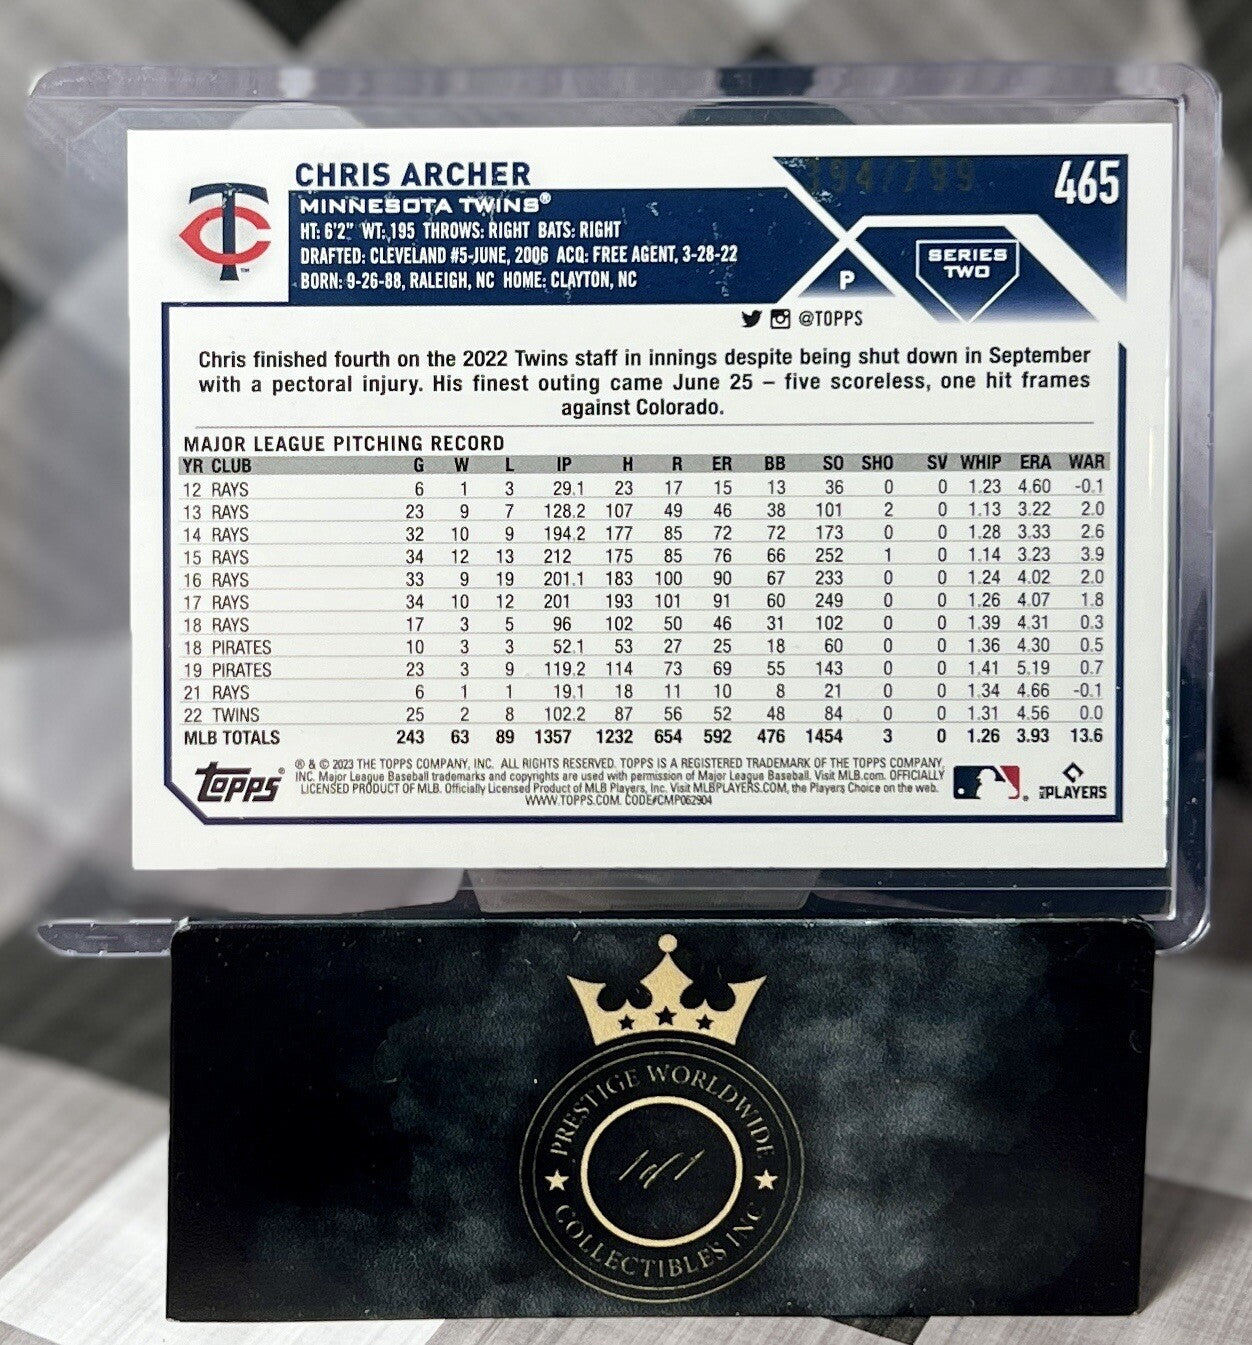 394/799
465
CHRIS ARCHER
MINNESOTA TWINS®
HT: 6'2" WT: 195 THROWS: RIGHT BATS: RIGHT
DRAFTED: CLEVELAND #5-JUNE, 2006 ACQ: FREE AGENT, 3-28-22
BORN: 9-26-88, RALEIGH, NC HOME: CLAYTON, NC
TC
TM
P
SERIES
TWO
@TOPPS
Chris finished fourth on the 2022 Twins staff in innings despite being shut down in September
with a pectoral injury. His finest outing came June 25 – five scoreless, one hit frames
against Colorado.
MAJOR LEAGUE PITCHING RECORD
YR CLUB G W L IP H R ER BB SO SHO SV WHIP ERA WAR
12 RAYS 6 1 3 29.1 23 17 15 13 36 0 0 1.23 4.60 -0.1
13 RAYS 23 9 7 128.2 107 49 46 38 101 2 0 1.13 3.22 2.0
14 RAYS 32 10 9 194.2 177 85 72 72 173 0 0 1.28 3.33 2.6
15 RAYS 34 12 13 212 175 85 76 66 252 1 0 1.14 3.23 3.9
16 RAYS 33 9 19 201.1 183 100 90 67 233 0 0 1.24 4.02 2.0
17 RAYS 34 10 12 201 193 101 91 60 249 0 0 1.26 4.07 1.8
18 RAYS 17 3 5 96 102 50 46 31 102 0 0 1.39 4.31 0.3
18 PIRATES 10 3 3 52.1 53 27 25 18 60 0 0 1.36 4.30 0.5
19 PIRATES 23 3 9 119.2 114 73 69 55 143 0 0 1.41 5.19 0.7
21 RAYS 6 1 1 19.1 18 11 10 8 21 0 0 1.34 4.66 -0.1
22 TWINS 25 2 8 102.2 87 56 52 48 84 0 0 1.31 4.56 0.0
MLB TOTALS 243 63 89 1357 1232 654 592 476 1454 3 0 1.26 3.93 13.6
topps®
® & © 2023 THE TOPPS COMPANY, INC. ALL RIGHTS RESERVED. TOPPS IS A REGISTERED TRADEMARK OF THE TOPPS COMPANY,
INC. Major League Baseball trademarks and copyrights are used with permission of Major League Baseball. Visit MLB.com. OFFICIALLY
LICENSED PRODUCT OF MLB. Officially Licensed Product of MLB Players, Inc. Visit MLBPLAYERS.COM, the Players Choice on the web.
WWW.TOPPS.COM. CODE#CMP062904
MLB PLAYERS
PRESTIGE WORLDWIDE
1 of 1
COLLECTIBLES INC